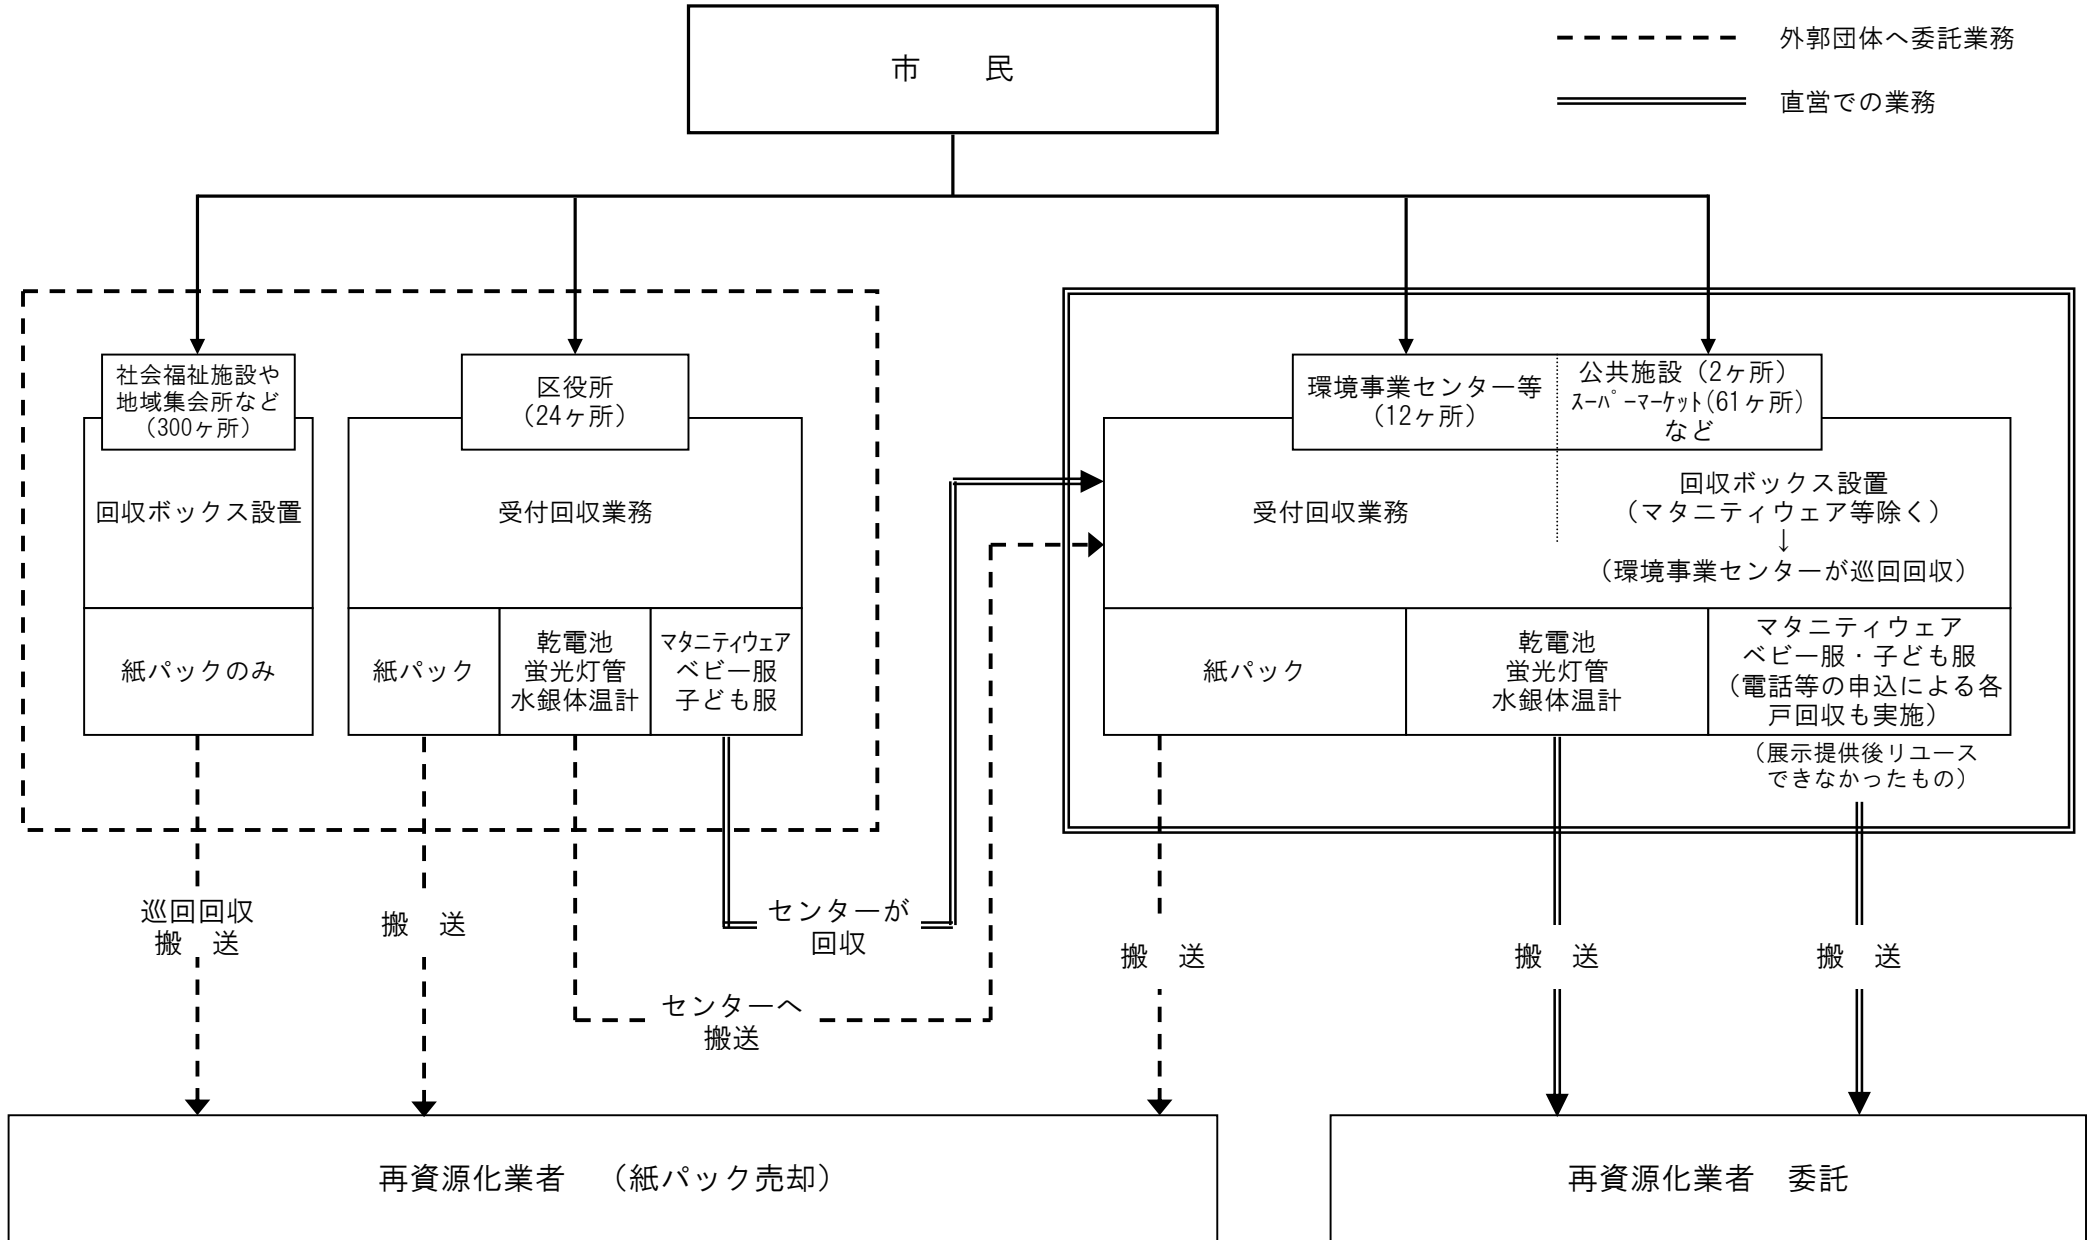 市　　民
外郭団体へ委託業務
直営での業務
社会福祉施設や
地域集会所など
（300ヶ所）
回収ボックス設置
紙パックのみ
区役所
（24ヶ所）
受付回収業務
紙パック
乾電池
蛍光灯管
水銀体温計
マタニティウェア
ベビー服
子ども服
環境事業センター等
（12ヶ所）
公共施設（2ヶ所）
ｽｰﾊﾟｰﾏｰｹｯﾄ(61ヶ所)
など
受付回収業務
回収ボックス設置
（マタニティウェア等除く）
↓
（環境事業センターが巡回回収）
紙パック
乾電池
蛍光灯管
水銀体温計
マタニティウェア
ベビー服・子ども服
（電話等の申込による各
戸回収も実施）
（展示提供後リユース
できなかったもの）
巡回回収
搬　送
搬　送
センターが
回収
センターへ
搬送
搬　送
搬　送
搬　送
再資源化業者　（紙パック売却）
再資源化業者　委託